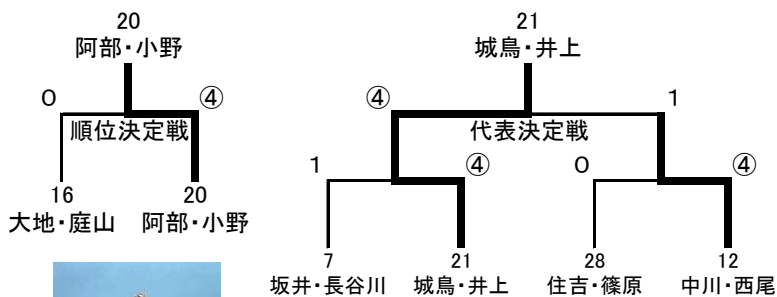 20
阿部・小野
0 ④
順位決定戦
16 20
大地・庭山 阿部・小野
21
城鳥・井上
④ 1
代表決定戦
1 ④ 0 ④
7 21 28 12
坂井・長谷川 城鳥・井上 住吉・篠原 中川・西尾